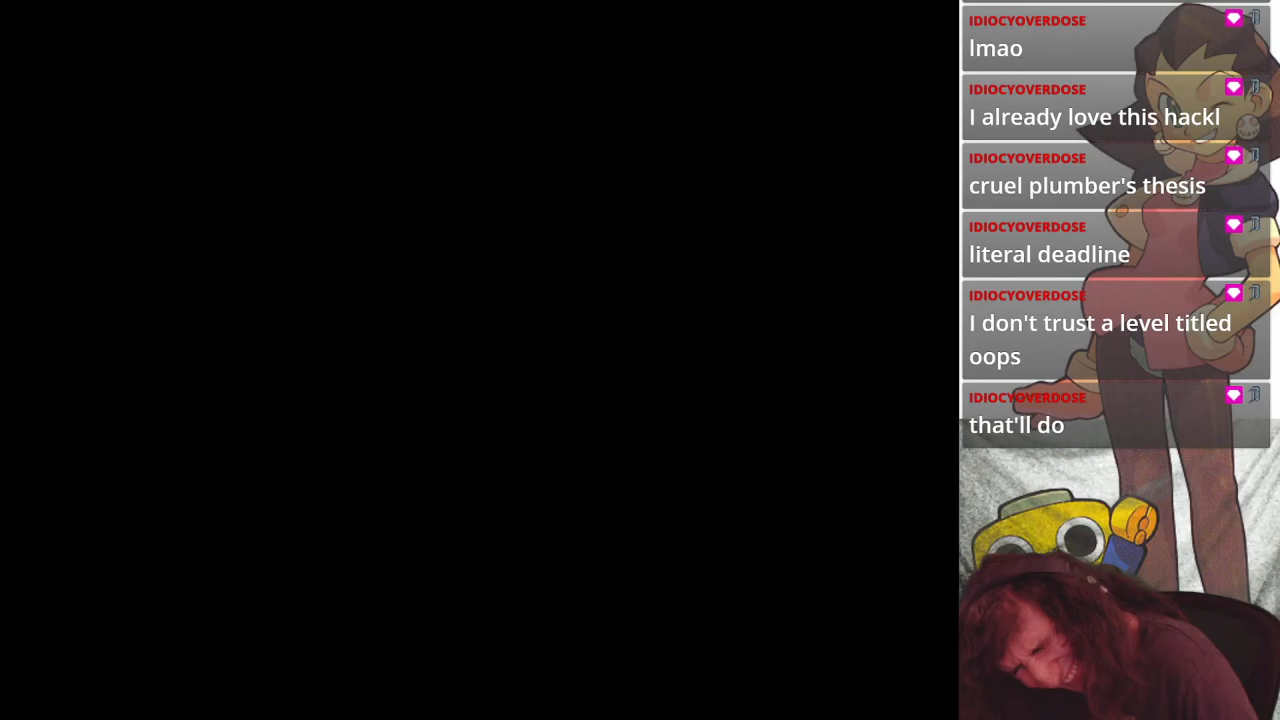 IDIOCYOVERDOSE
lmao
IDIOCYOVERDOSE
I already love this hackl
IDIOCYOVERDOSE
cruel plumber's thesis
IDIOCYOVERDOSE
literal deadline
IDIOCYOVERDOSE
I don't trust a level titled
oops
IDIOCYOVERDOSE
that'll do